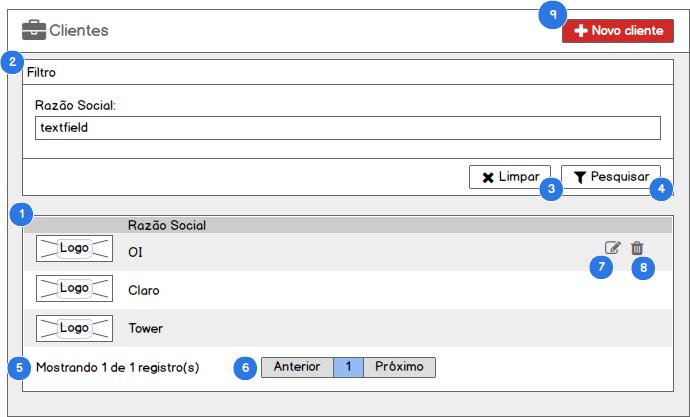 9
Clientes
Novo cliente
2
Filtro
Razão Social:
textfield
Limpar
Pesquisar
3
4
1
Razão Social
Logo
OI
7
8
Logo
Claro
Logo
Tower
5
Mostrando 1 de 1 registro(s)
6
Anterior
1
Próximo